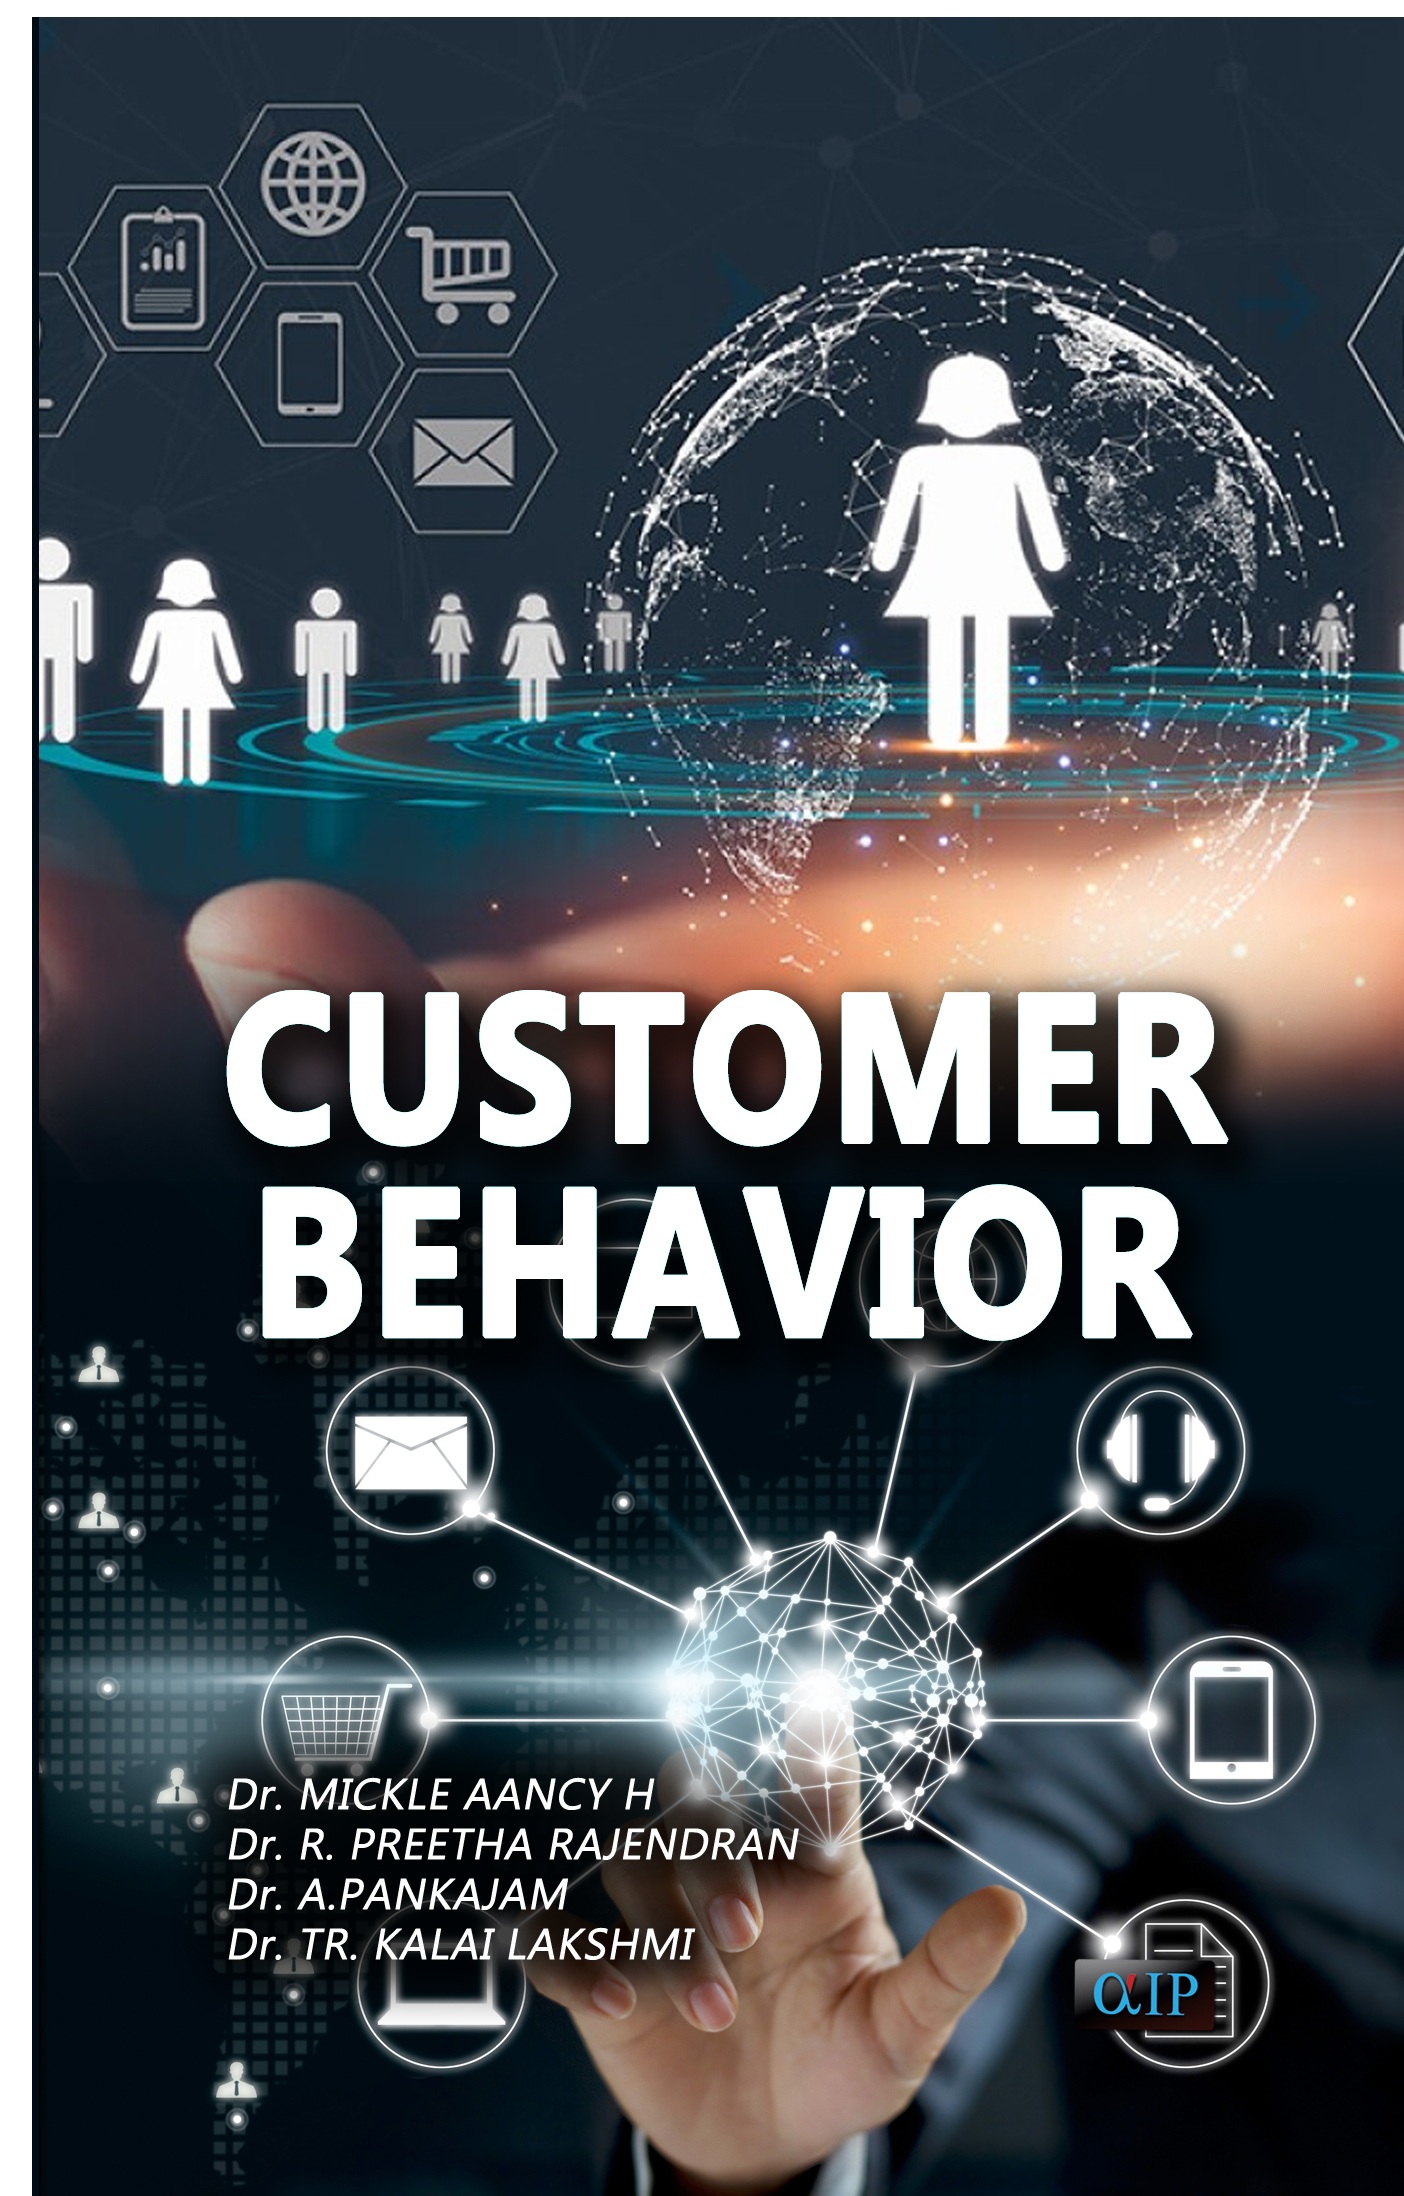 CUSTOMER
BEHAVIOR
Dr. MICKLE AANCY H
Dr. R. PREETHA RAJENDRAN
Dr. A.PANKAJAM
Dr. TR. KALAI LAKSHMI
αIP